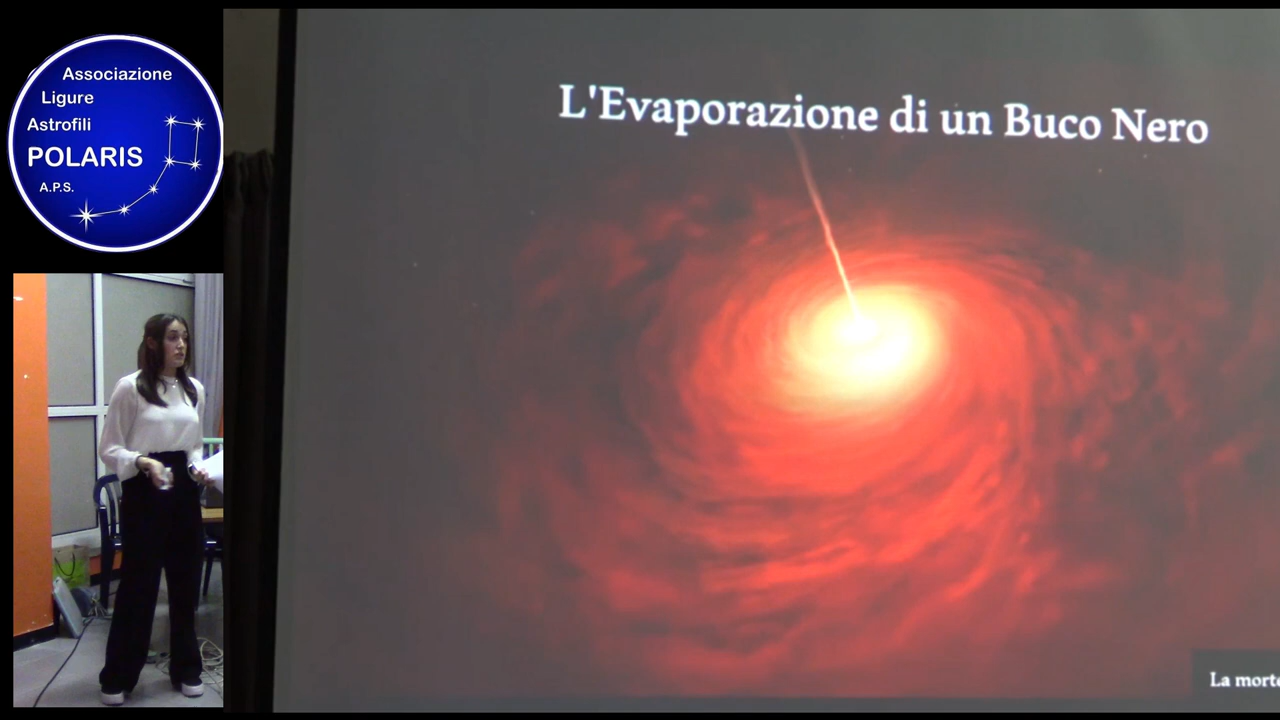 Associazione
Ligure
Astrofili
POLARIS
A.P.S.
L'Evaporazione di un Buco Nero
La morte